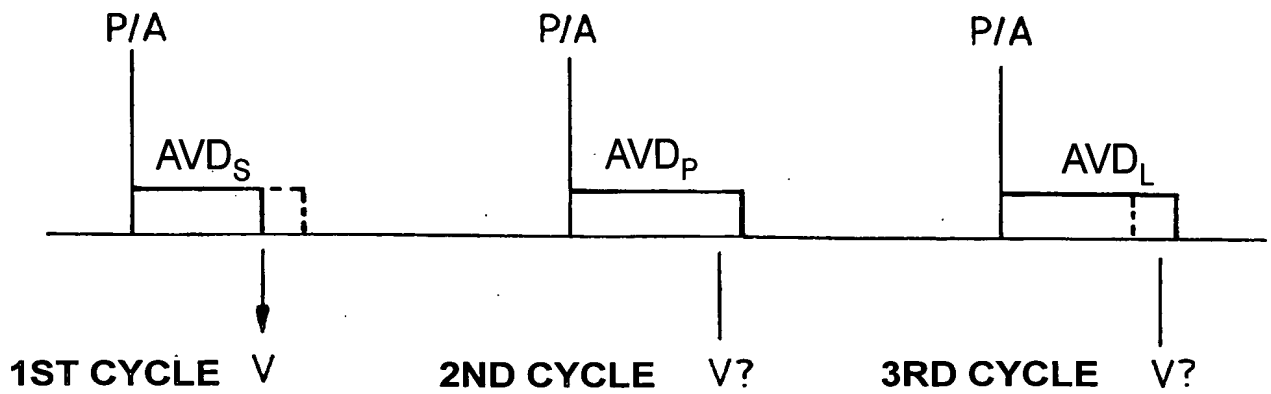 P/A P/A P/A
AVDS AVDP AVDL
1ST CYCLE V 2ND CYCLE V? 3RD CYCLE V?